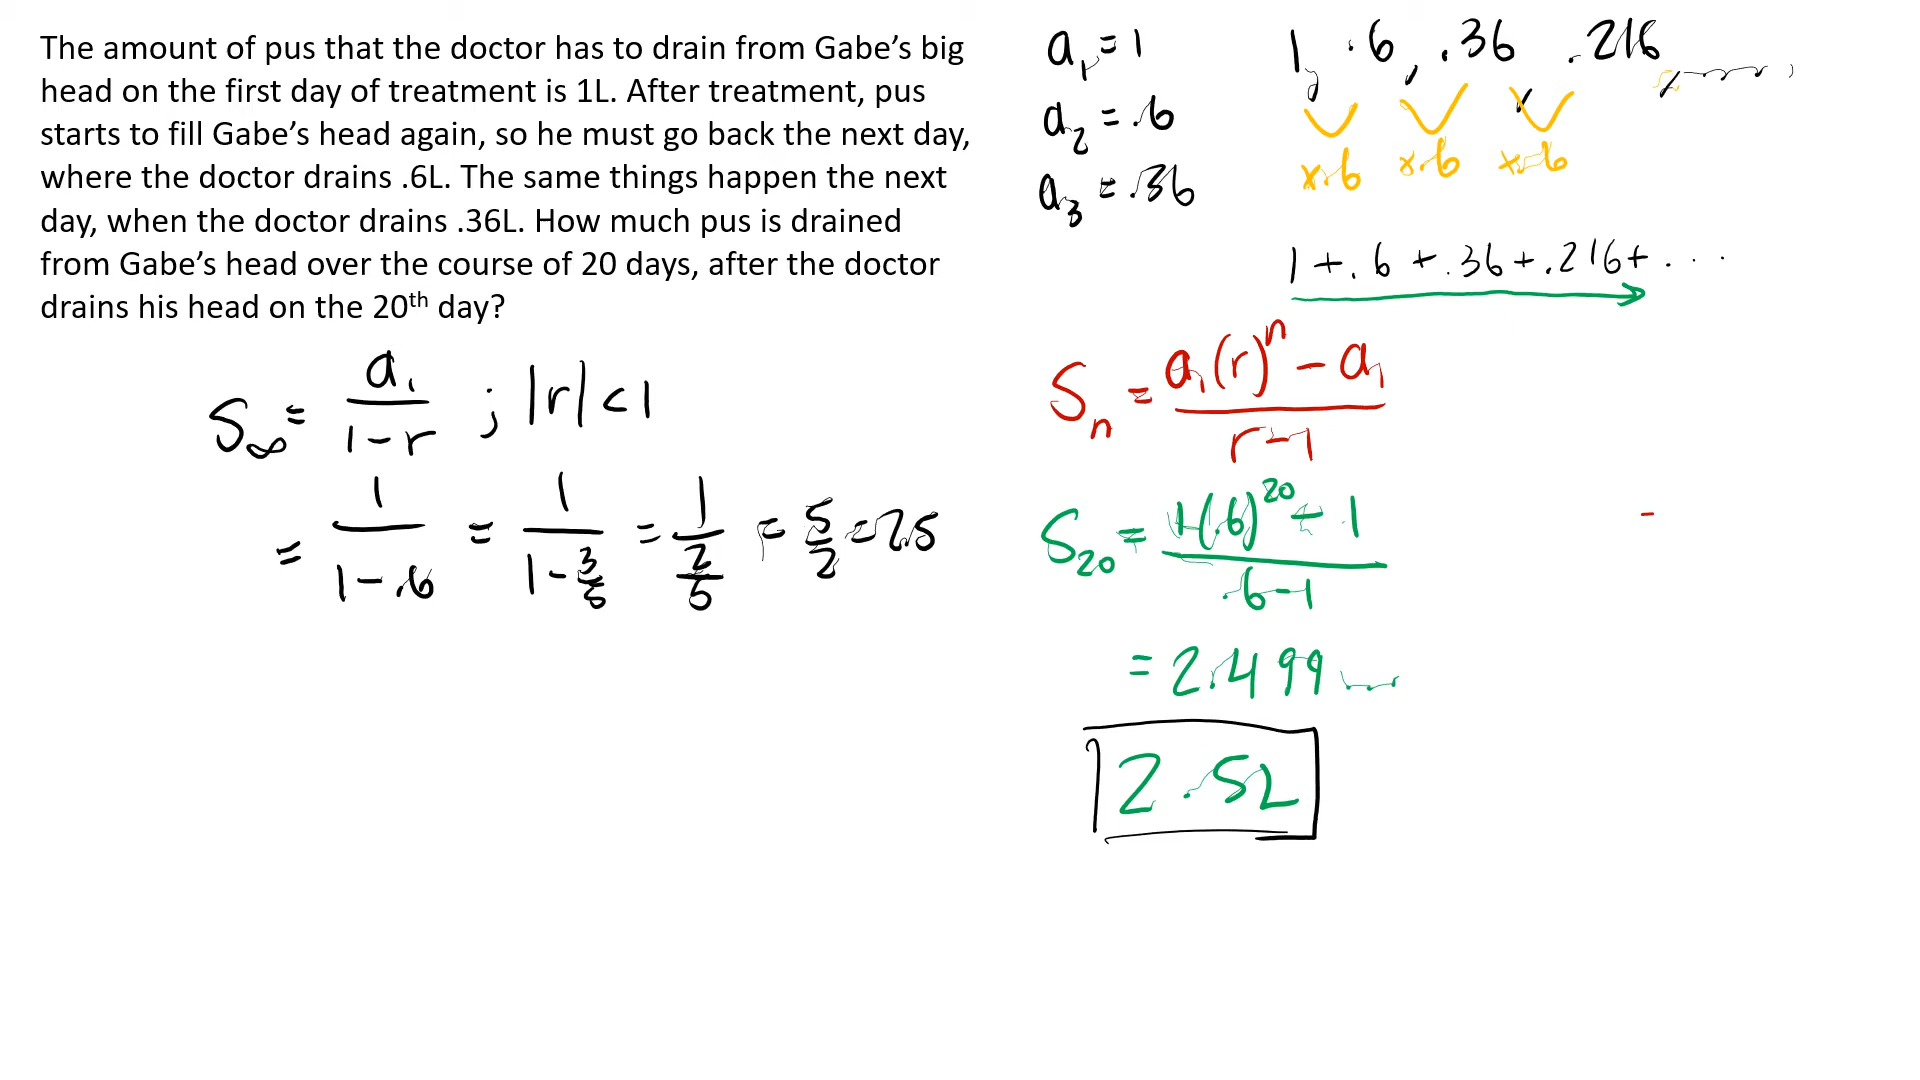 The amount of pus that the doctor has to drain from Gabe’s big
head on the first day of treatment is 1L. After treatment, pus
starts to fill Gabe’s head again, so he must go back the next day,
where the doctor drains .6L. The same things happen the next
day, when the doctor drains .36L. How much pus is drained
from Gabe’s head over the course of 20 days, after the doctor
drains his head on the 20th day?
S∞ = a₁/(1-r) ; |r| < 1
= 1/(1-.6) = 1/(1-3/5) = 1/(2/5) = 5/2 = 2.5
a₁ = 1
a₂ = .6
a₃ = .36
1, .6, .36 .216
x.6 x.6 x.6
1 + .6 + .36 + .216 + ...
Sₙ = (a₁(r)ⁿ - a₁)/(r-1)
S₂₀ = (1(.6)²⁰ - 1)/(.6-1)
= 2.499...
2.5L